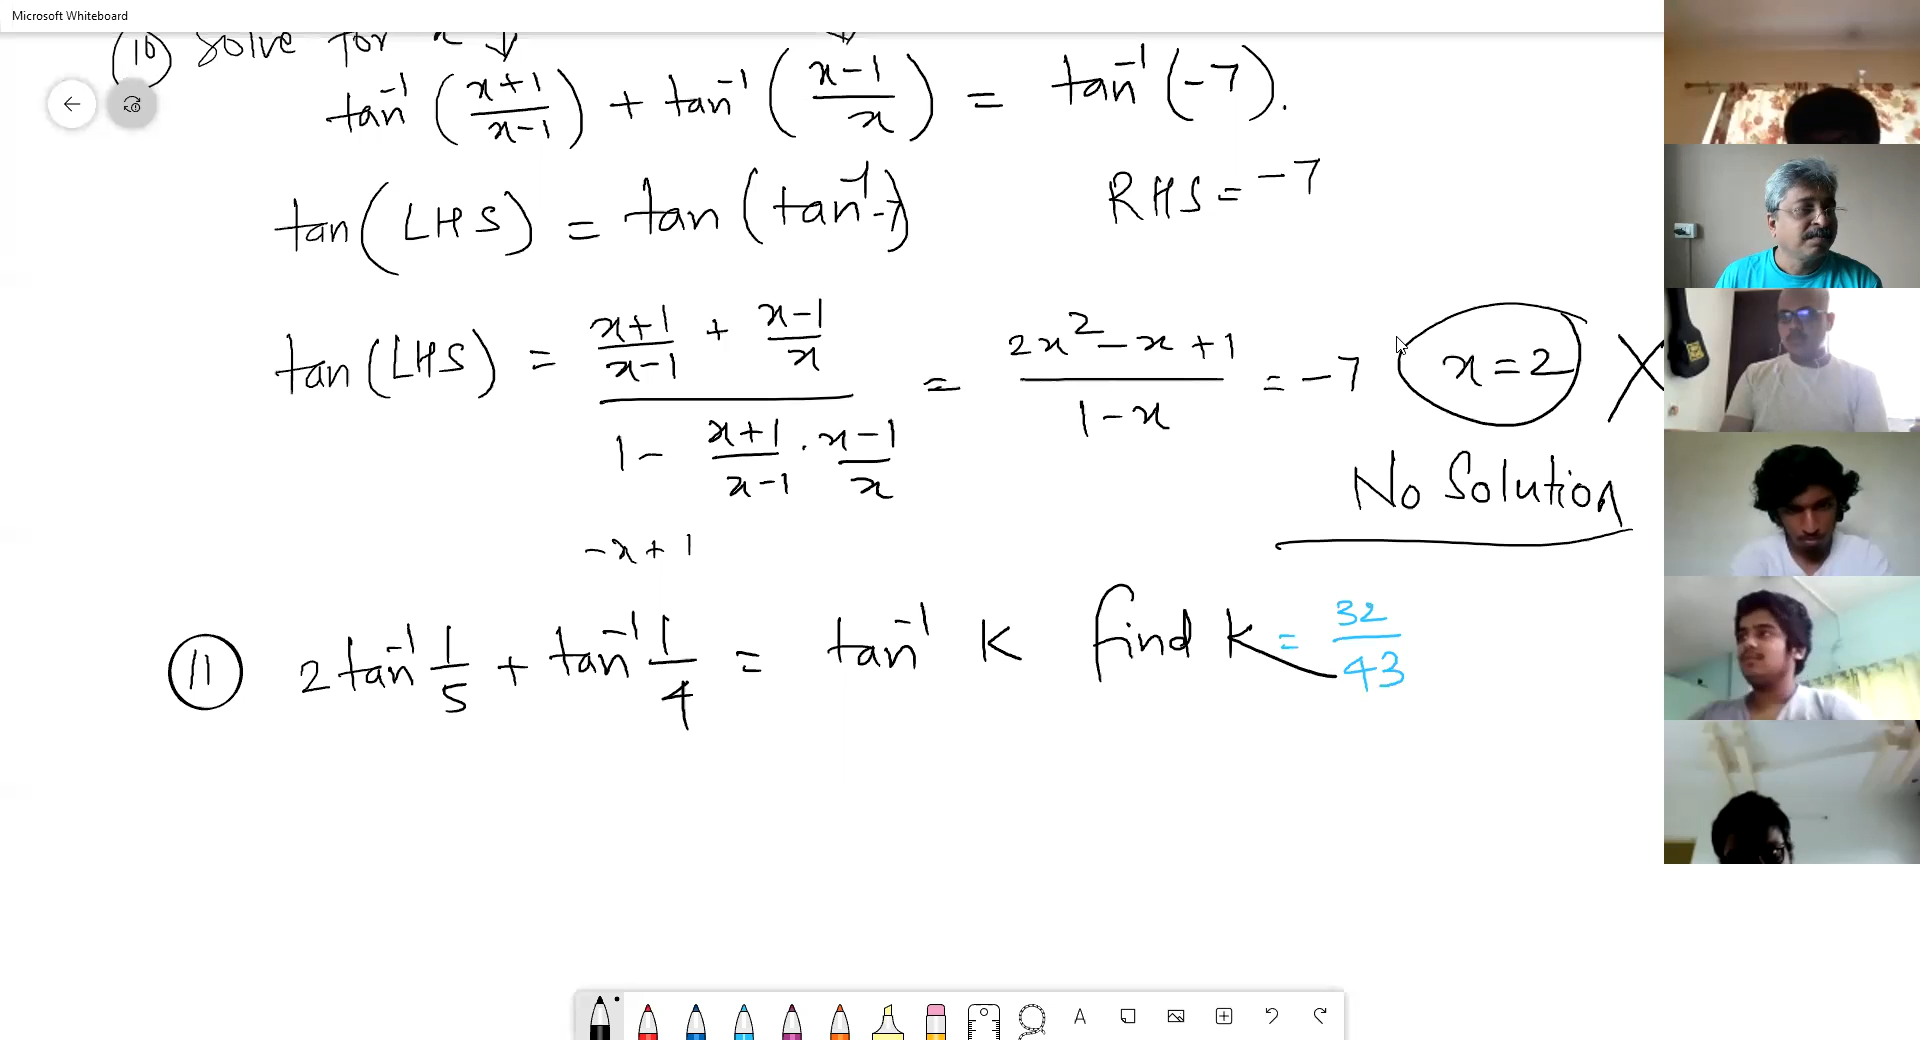 Microsoft Whiteboard
(10) Solve for x
tan⁻¹((x+1)/(x-1)) + tan⁻¹((x-1)/x) = tan⁻¹(-7).
tan(LHS) = tan(tan⁻¹-7) RHS = -7
tan(LHS) = ((x+1)/(x-1) + (x-1)/x)/(1 - (x+1)/(x-1) · (x-1)/x) = (2x² - x + 1)/(1-x) = -7 x = 2 X
No Solution
-x + 1
(11) 2tan⁻¹ 1/5 + tan⁻¹ 1/4 = tan⁻¹ K find K = 32/43